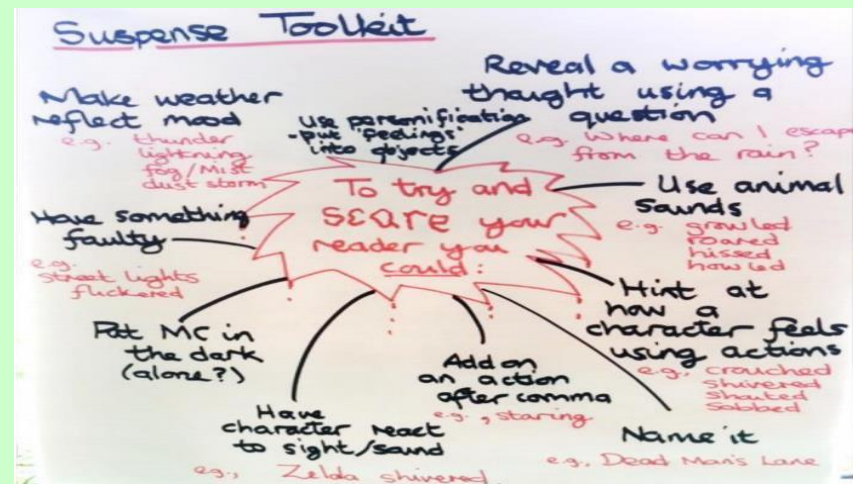 Suspense Toolkit
Make weather
reflect mood
e.g. thunder
lightning
fog/Mist
dust storm
use personification
- put 'feelings'
into objects
Reveal a worrying
thought using a
question
e.g. Where can I escape
from the rain?
To try and
scare your
reader you
could:
Use animal
sounds
e.g. growled
roared
hissed
howled
Have something
faulty
e.g.
street lights
flickered
Hint at
how a
character feels
using actions
e.g., crouched
shivered
shouted
sobbed
Put MC in
the dark
(alone?)
Add on
an action
after comma
e.g. , staring
Have
character react
to sight/sound
e.g., Zelda shivered.
Name it
e.g., Dead Man's Lane